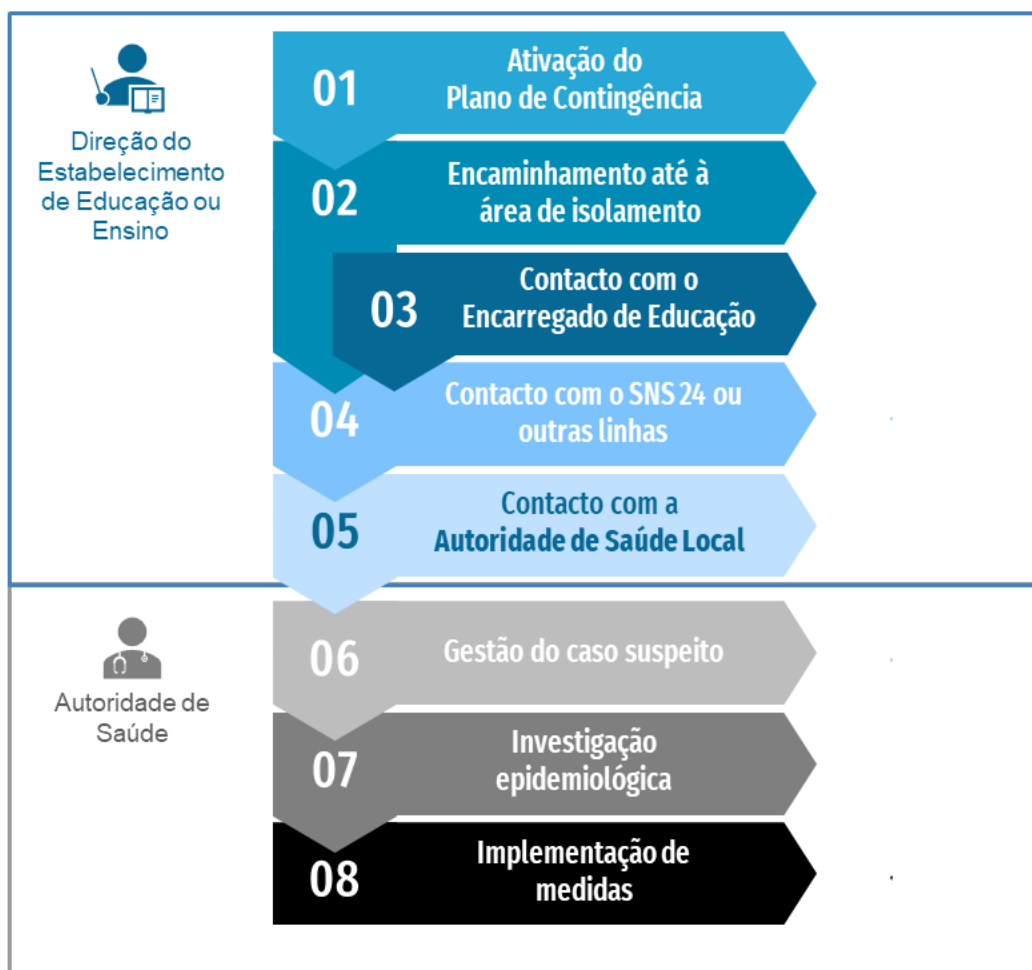 Direção do
Estabelecimento
de Educação ou
Ensino
01
Ativação do
Plano de Contingência
02
Encaminhamento até à
área de isolamento
03
Contacto com o
Encarregado de Educação
04
Contacto com o SNS 24 ou
outras linhas
05
Contacto com a
Autoridade de Saúde Local
Autoridade de
Saúde
06
Gestão do caso suspeito
07
Investigação
epidemiológica
08
Implementação de
medidas